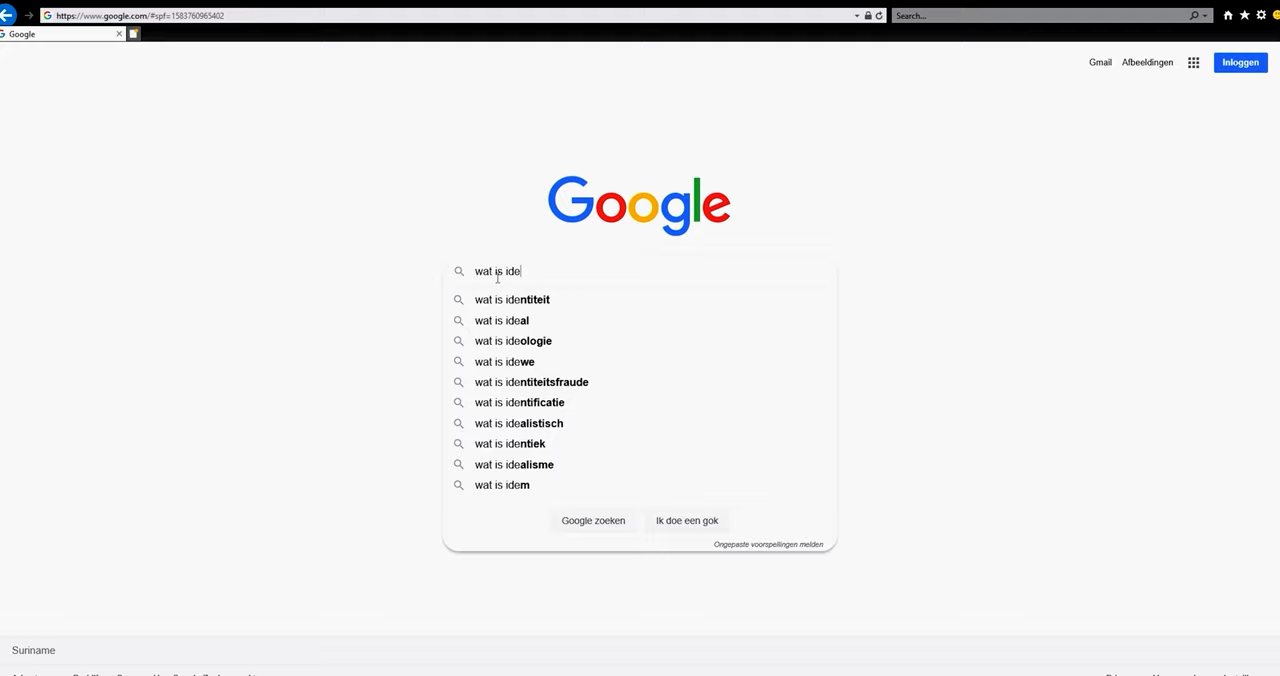 https://www.google.com/#spf=1583760965402
Search...
Google
Gmail Afbeeldingen Inloggen
Google
wat is ide
wat is identiteit
wat is ideal
wat is ideologie
wat is idewe
wat is identiteitsfraude
wat is identificatie
wat is idealistisch
wat is identiek
wat is idealisme
wat is idem
Google zoeken Ik doe een gok
Ongepaste voorspellingen melden
Suriname